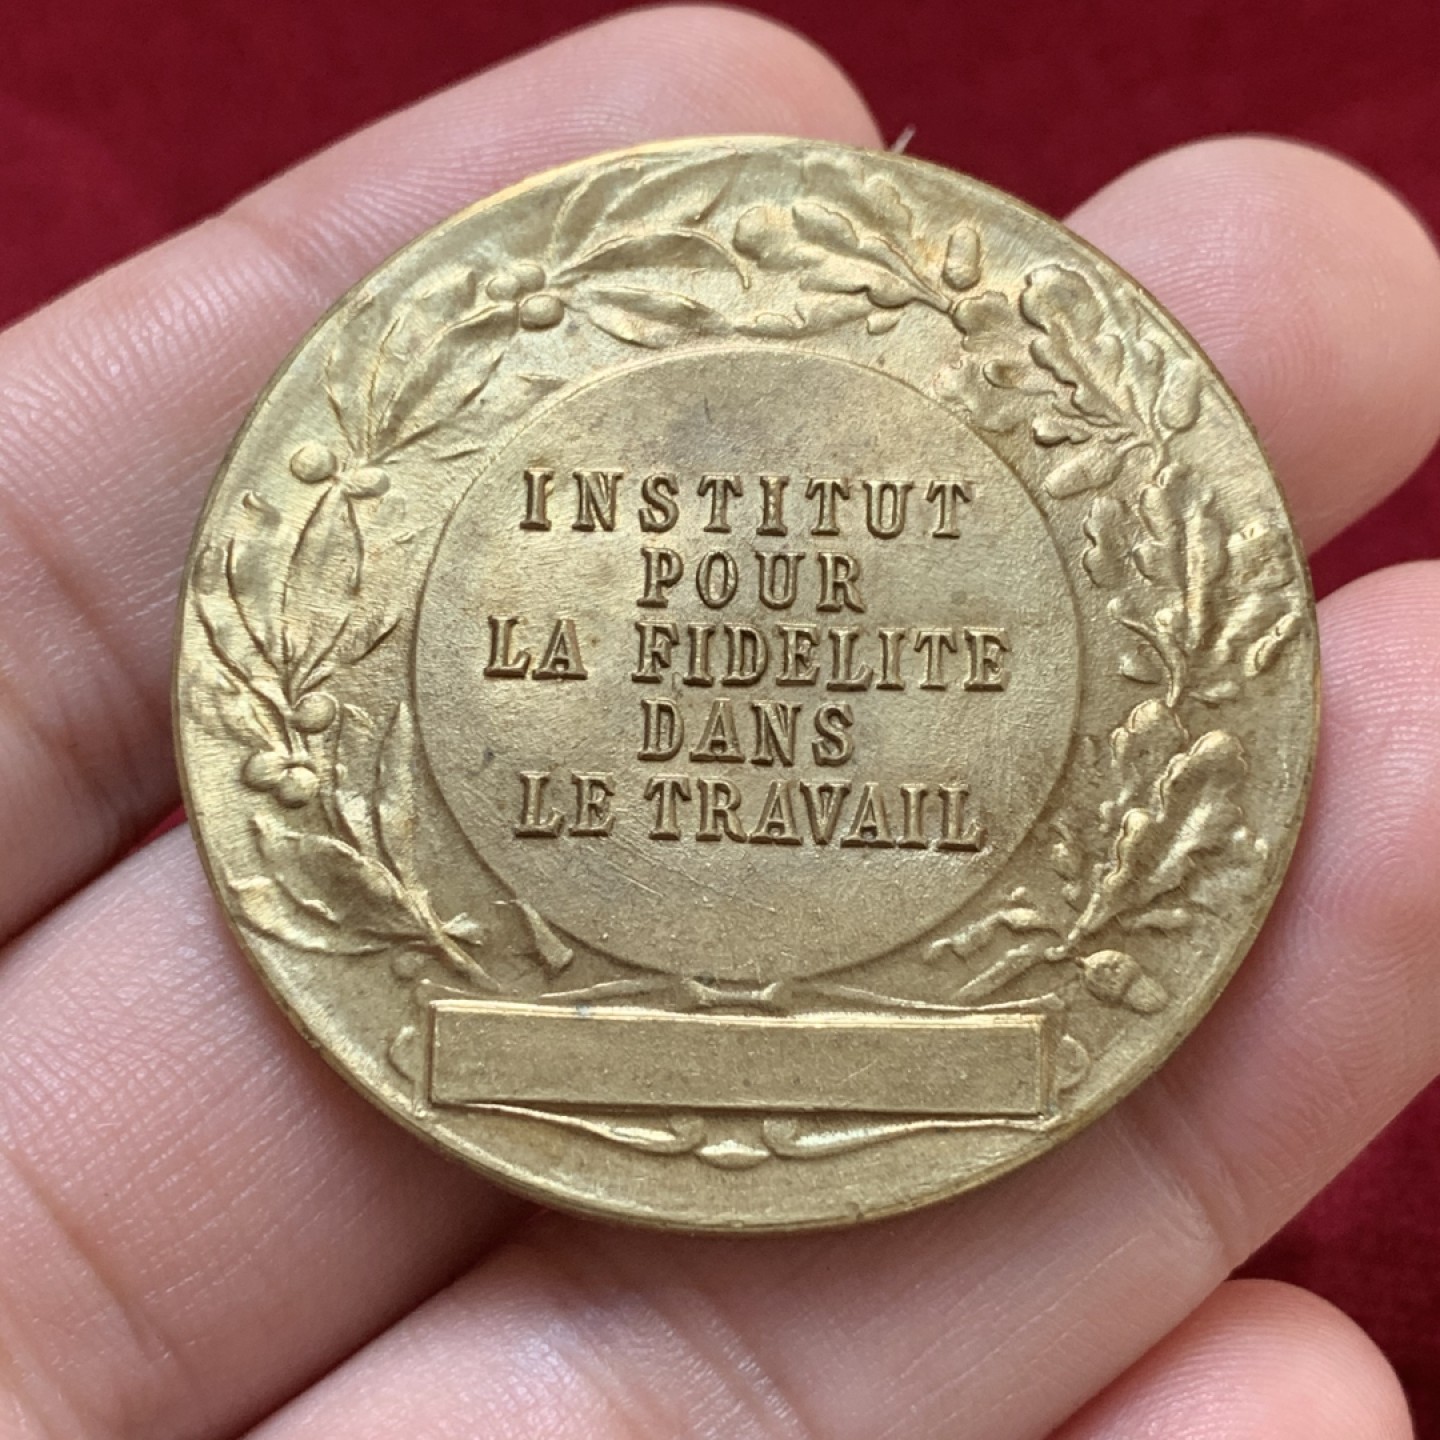 INSTITUT
POUR
LA FIDELITE
DANS
LE TRAVAIL